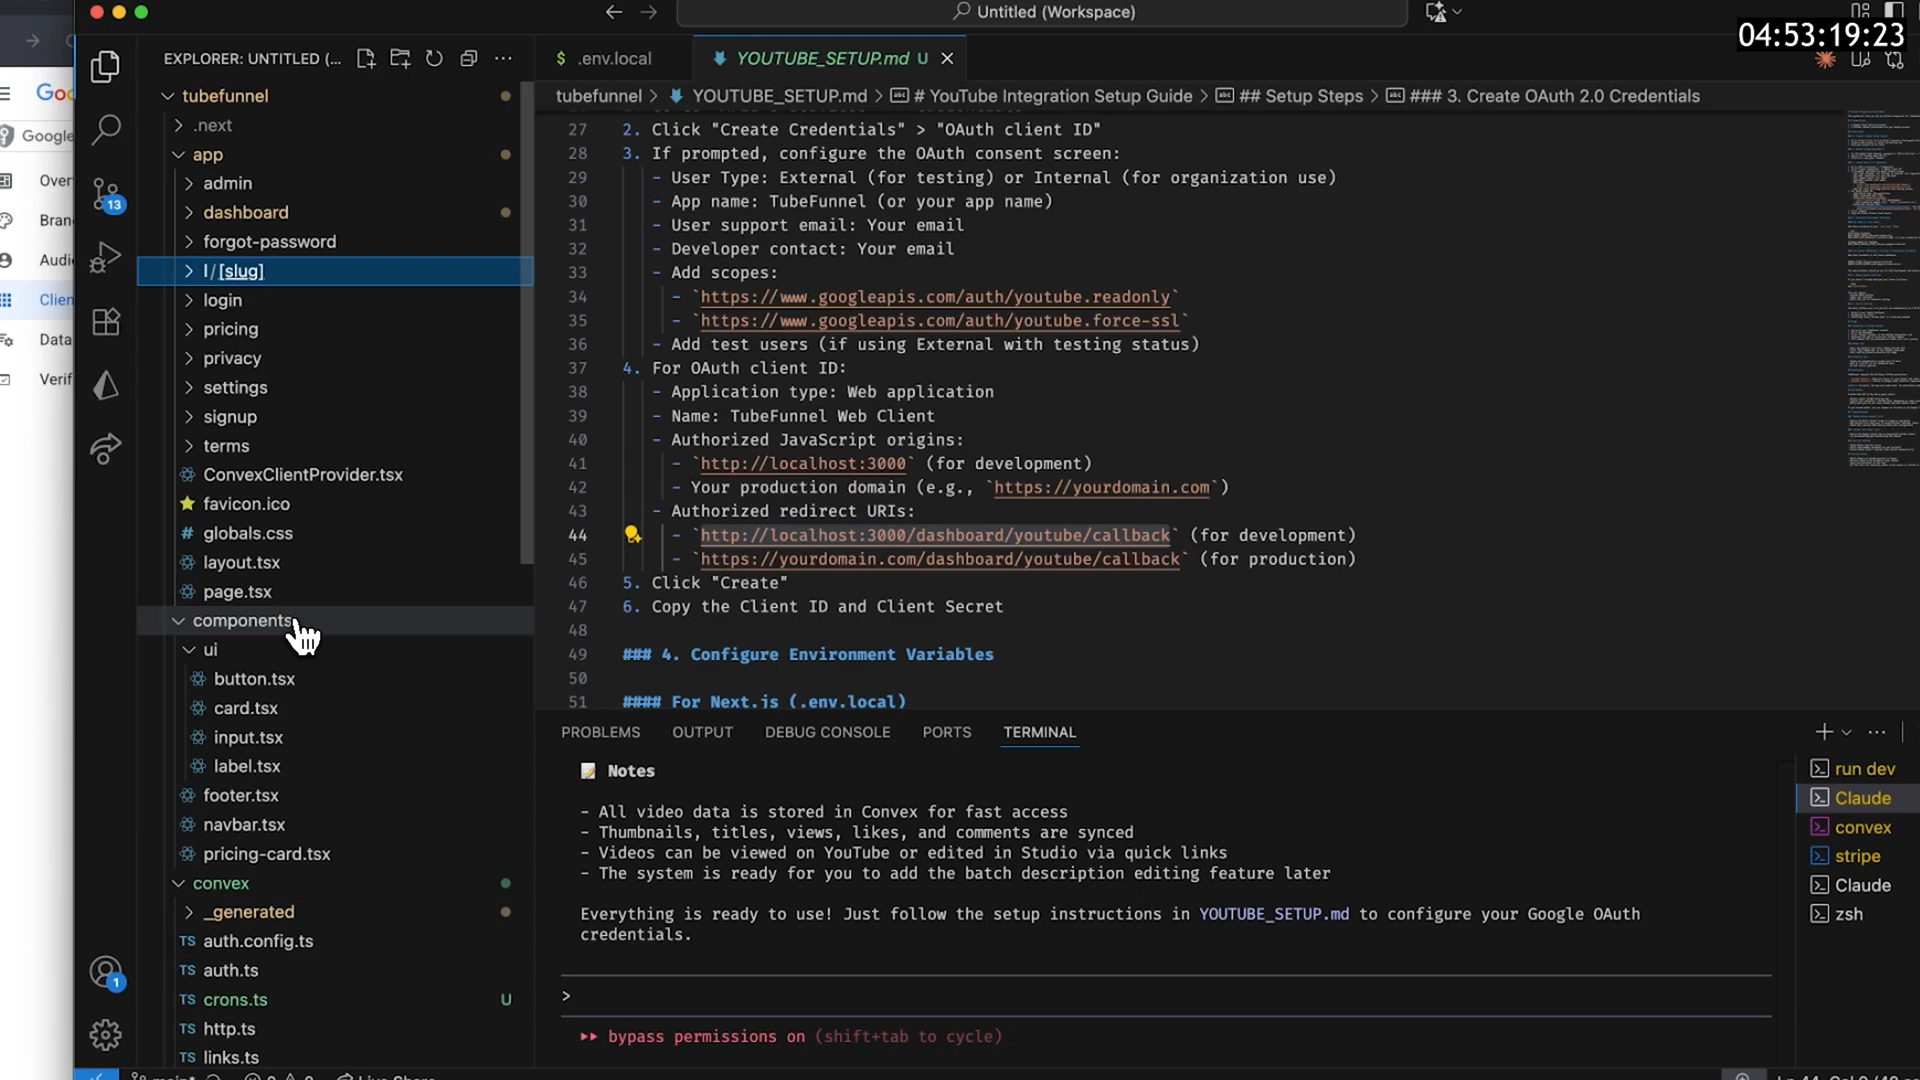 Untitled (Workspace)
04:53:19:23
EXPLORER: UNTITLED (...
$ .env.local
YOUTUBE_SETUP.md U
tubefunnel > YOUTUBE_SETUP.md > # YouTube Integration Setup Guide > ## Setup Steps > ### 3. Create OAuth 2.0 Credentials
Goo
Google
Over
Bran
Audi
Clien
Data
Verif
13
1
tubefunnel
.next
app
admin
dashboard
forgot-password
l / [slug]
login
pricing
privacy
settings
signup
terms
ConvexClientProvider.tsx
favicon.ico
# globals.css
layout.tsx
page.tsx
components
ui
button.tsx
card.tsx
input.tsx
label.tsx
footer.tsx
navbar.tsx
pricing-card.tsx
convex
_generated
TS auth.config.ts
TS auth.ts
TS crons.ts U
TS http.ts
TS links.ts
27 2. Click "Create Credentials" > "OAuth client ID"
28 3. If prompted, configure the OAuth consent screen:
29 - User Type: External (for testing) or Internal (for organization use)
30 - App name: TubeFunnel (or your app name)
31 - User support email: Your email
32 - Developer contact: Your email
33 - Add scopes:
34 - `https://www.googleapis.com/auth/youtube.readonly`
35 - `https://www.googleapis.com/auth/youtube.force-ssl`
36 - Add test users (if using External with testing status)
37 4. For OAuth client ID:
38 - Application type: Web application
39 - Name: TubeFunnel Web Client
40 - Authorized JavaScript origins:
41 - `http://localhost:3000` (for development)
42 - Your production domain (e.g., `https://yourdomain.com`)
43 - Authorized redirect URIs:
44 - `http://localhost:3000/dashboard/youtube/callback` (for development)
45 - `https://yourdomain.com/dashboard/youtube/callback` (for production)
46 5. Click "Create"
47 6. Copy the Client ID and Client Secret
48
49 ### 4. Configure Environment Variables
50
51 #### For Next.js (.env.local)
PROBLEMS OUTPUT DEBUG CONSOLE PORTS TERMINAL
Notes
- All video data is stored in Convex for fast access
- Thumbnails, titles, views, likes, and comments are synced
- Videos can be viewed on YouTube or edited in Studio via quick links
- The system is ready for you to add the batch description editing feature later
Everything is ready to use! Just follow the setup instructions in YOUTUBE_SETUP.md to configure your Google OAuth
credentials.
>
bypass permissions on (shift+tab to cycle)
run dev
Claude
convex
stripe
Claude
zsh